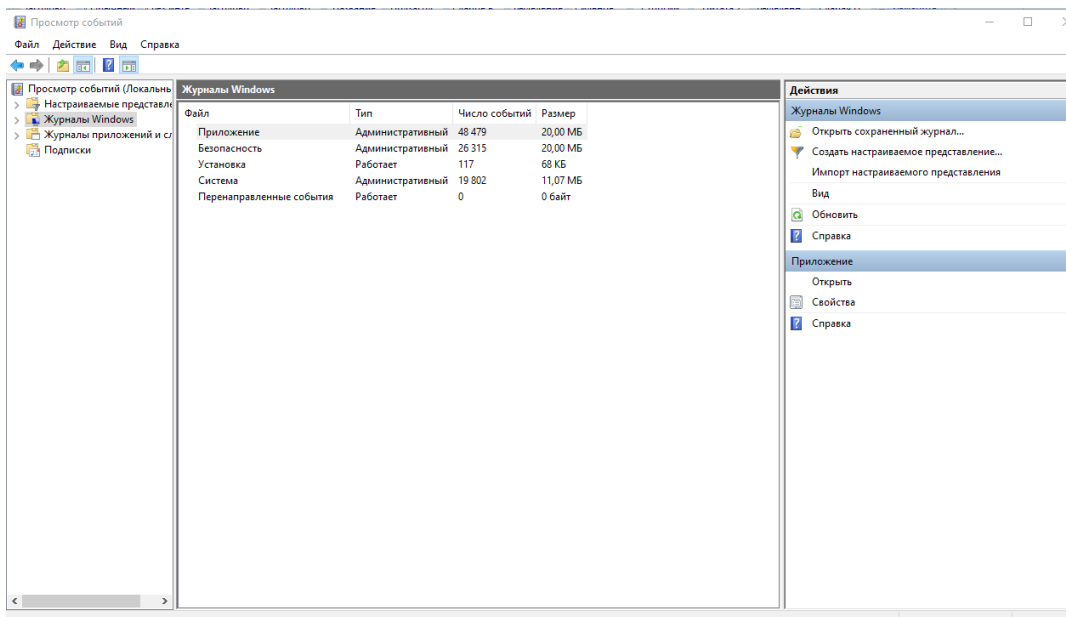 Просмотр событий
Файл Действие Вид Справка
Просмотр событий (Локальнь
Настраиваемые представле
Журналы Windows
Журналы приложений и сл
Подписки
Журналы Windows
Файл Тип Число событий Размер
Приложение Административный 48 479 20,00 МБ
Безопасность Административный 26 315 20,00 МБ
Установка Работает 117 68 КБ
Система Административный 19 802 11,07 МБ
Перенаправленные события Работает 0 0 байт
Действия
Журналы Windows
Открыть сохраненный журнал...
Создать настраиваемое представление...
Импорт настраиваемого представления
Вид
Обновить
Справка
Приложение
Открыть
Свойства
Справка